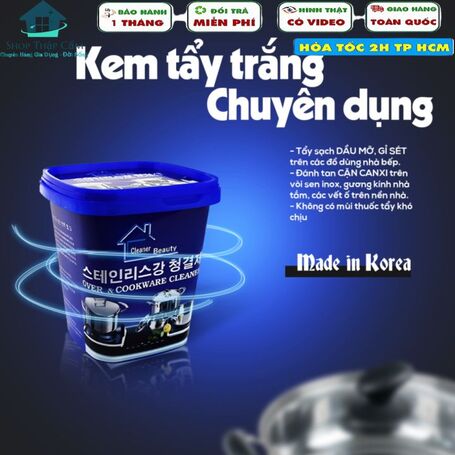 BẢO HÀNH
1 THÁNG
ĐỔI TRẢ
MIỄN PHÍ
HÌNH THẬT
CÓ VIDEO
GIAO HÀNG
TOÀN QUỐC
HỎA TỐC 2H TP HCM
Shop Thập Cẩm
Kem tẩy trắng
Chuyên dụng
- Tẩy sạch DẦU MỠ, GỈ SÉT
trên các đồ dùng nhà bếp.
- Đánh tan CẶN CANXI trên
vòi sen inox, gương kính nhà
tắm, các vết ố trên nền nhà.
- Không có mùi thuốc tẩy khó
chịu
Made in Korea
Cleaner Beauty
스테인리스강 청결제
OVER & COOKWARE CLEANER